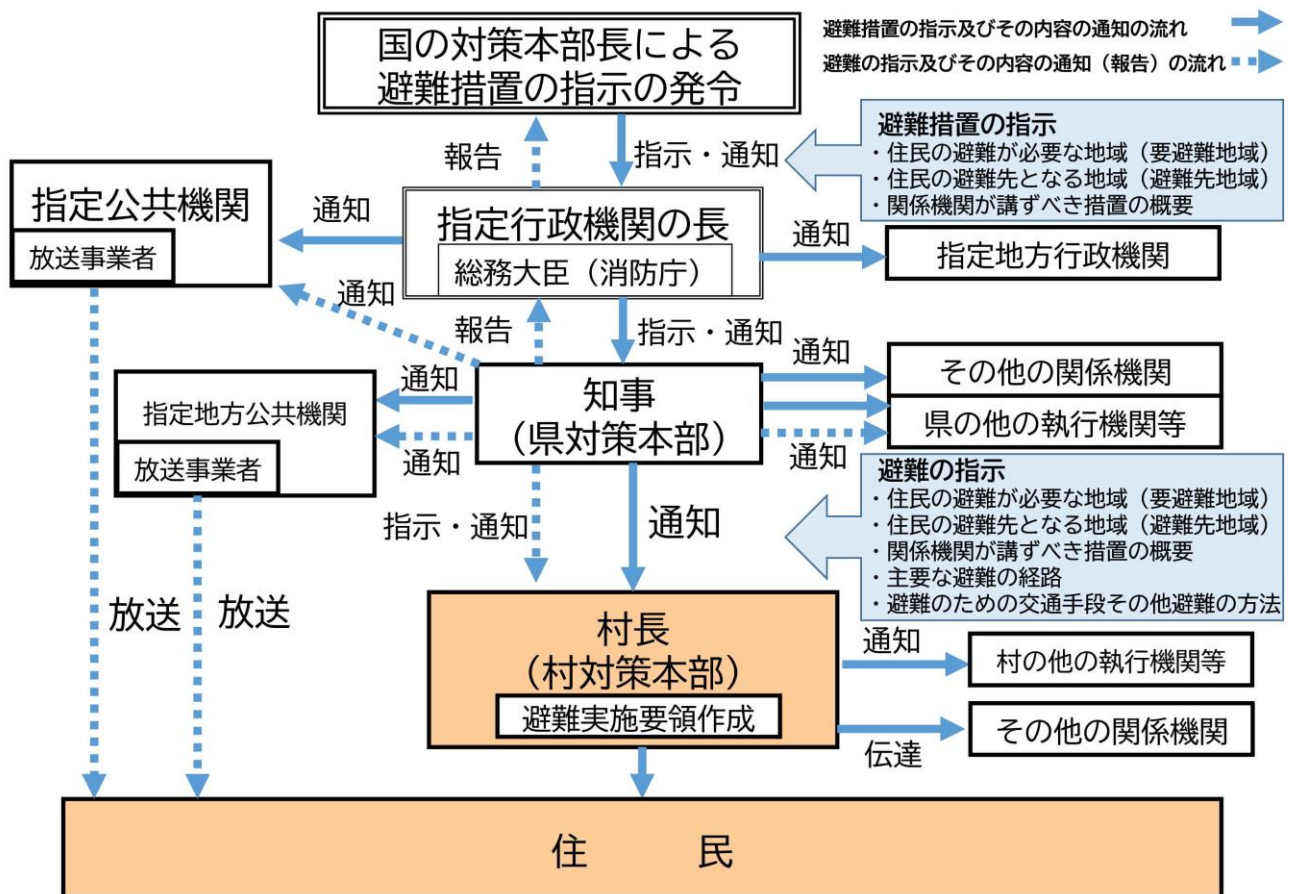 国の対策本部長による
避難措置の指示の発令
避難措置の指示及びその内容の通知の流れ
避難の指示及びその内容の通知（報告）の流れ
報告
指示・通知
避難措置の指示
・住民の避難が必要な地域（要避難地域）
・住民の避難先となる地域（避難先地域）
・関係機関が講ずべき措置の概要
指定公共機関
放送事業者
通知
指定行政機関の長
総務大臣（消防庁）
通知
指定地方行政機関
通知
報告
指示・通知
指定地方公共機関
放送事業者
通知
通知
知事
（県対策本部）
通知
その他の関係機関
県の他の執行機関等
通知
避難の指示
・住民の避難が必要な地域（要避難地域）
・住民の避難先となる地域（避難先地域）
・関係機関が講ずべき措置の概要
・主要な避難の経路
・避難のための交通手段その他避難の方法
指示・通知
通知
放送
放送
村長
（村対策本部）
避難実施要領作成
通知
村の他の執行機関等
伝達
その他の関係機関
住　　民